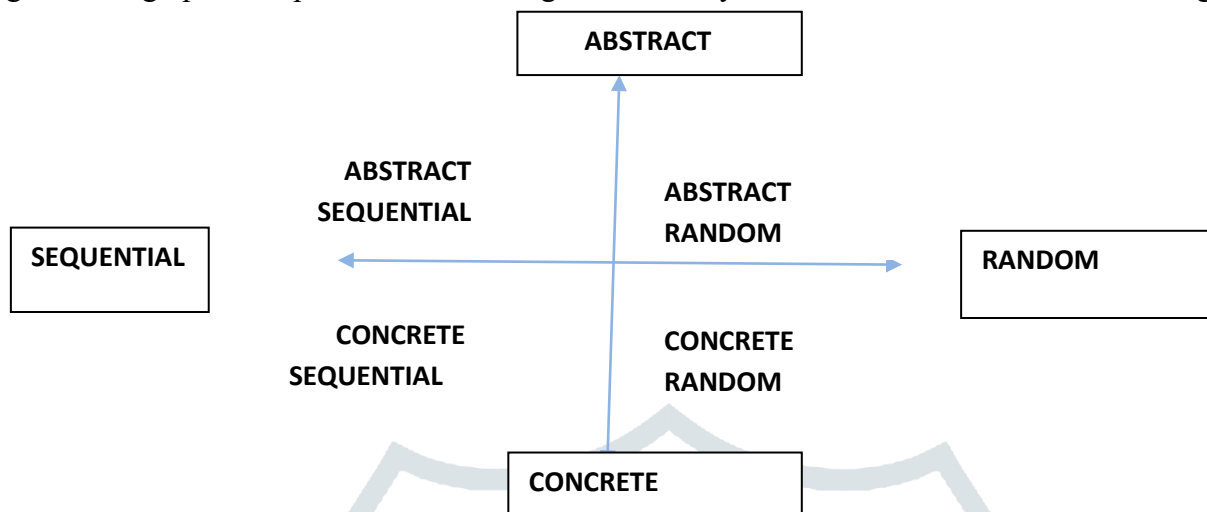 ABSTRACT
ABSTRACT
SEQUENTIAL
ABSTRACT
RANDOM
SEQUENTIAL
RANDOM
CONCRETE
SEQUENTIAL
CONCRETE
RANDOM
CONCRETE